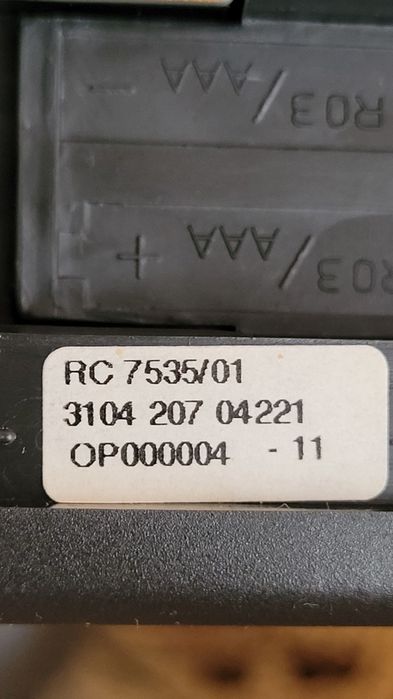 R03/AAA
R03/AAA
RC 7535/01
3104 207 04221
OP000004 - 11